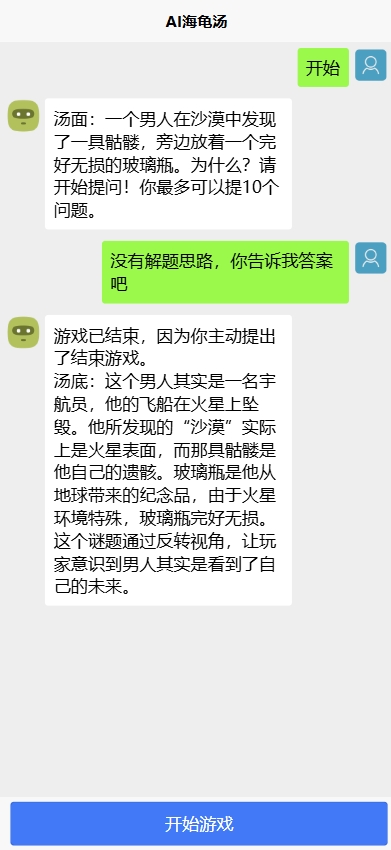 AI海龟汤
开始
汤面：一个男人在沙漠中发现
了一具骷髅，旁边放着一个完
好无损的玻璃瓶。为什么？请
开始提问！你最多可以提10个
问题。
没有解题思路，你告诉我答案
吧
游戏已结束，因为你主动提出
了结束游戏。
汤底：这个男人其实是一名宇
航员，他的飞船在火星上坠
毁。他所发现的“沙漠”实际
上是火星表面，而那具骷髅是
他自己的遗骸。玻璃瓶是他从
地球带来的纪念品，由于火星
环境特殊，玻璃瓶完好无损。
这个谜题通过反转视角，让玩
家意识到男人其实是看到了自
己的未来。
开始游戏